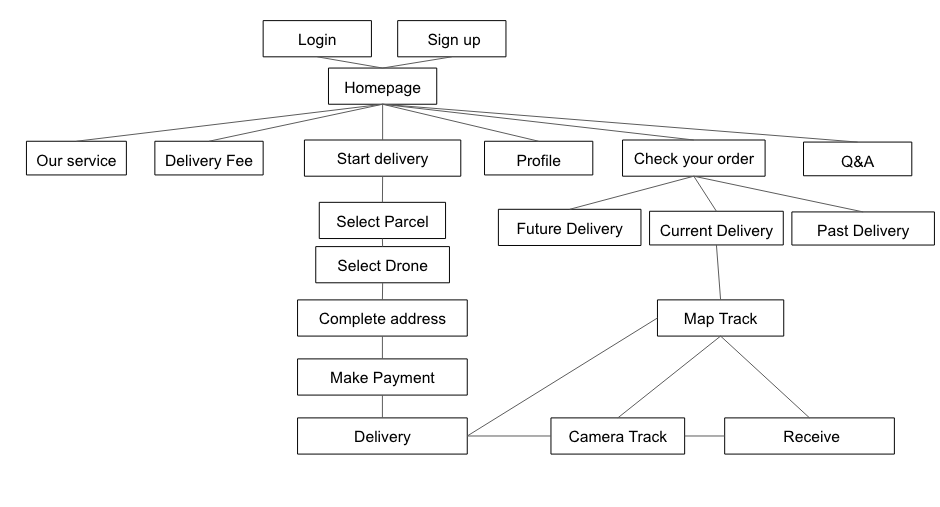 Login
Sign up
Homepage
Our service
Delivery Fee
Start delivery
Profile
Check your order
Q&A
Select Parcel
Future Delivery
Current Delivery
Past Delivery
Select Drone
Complete address
Map Track
Make Payment
Delivery
Camera Track
Receive